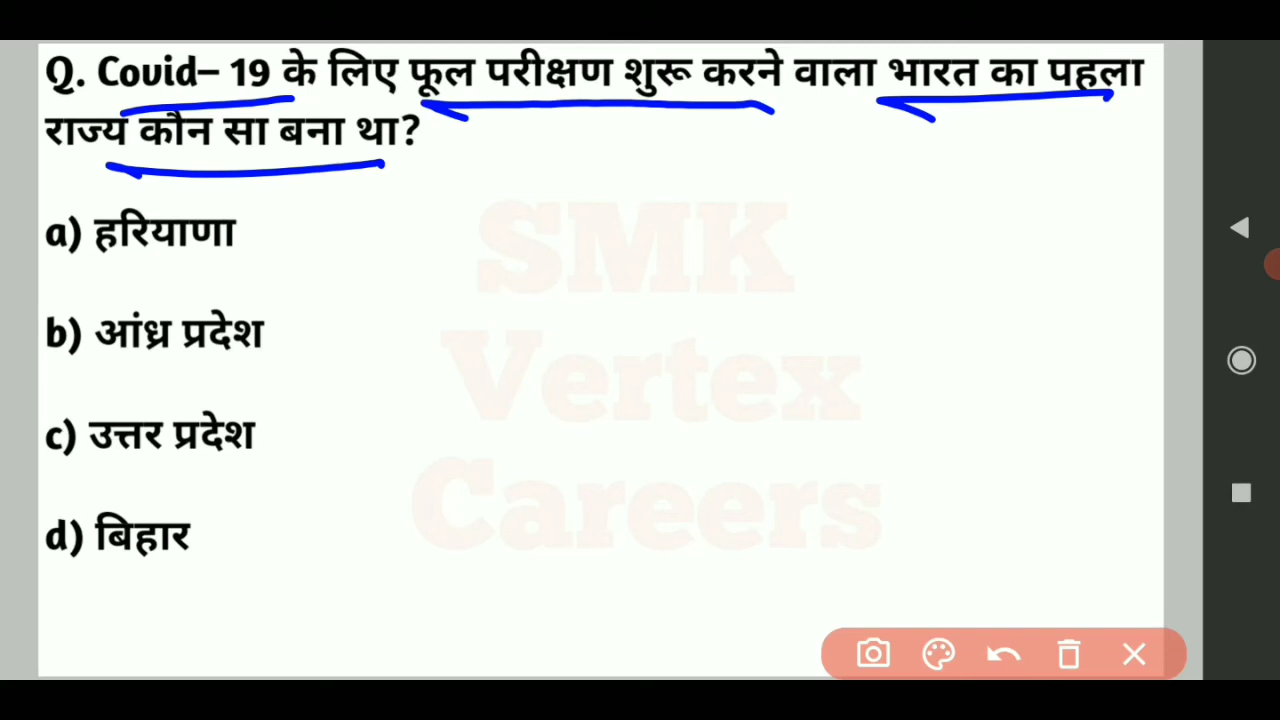 Q. Covid– 19 के लिए फूल परीक्षण शुरू करने वाला भारत का पहला
राज्य कौन सा बना था?
a) हरियाणा
b) आंध्र प्रदेश
c) उत्तर प्रदेश
d) बिहार
SMK
Vertex
Careers